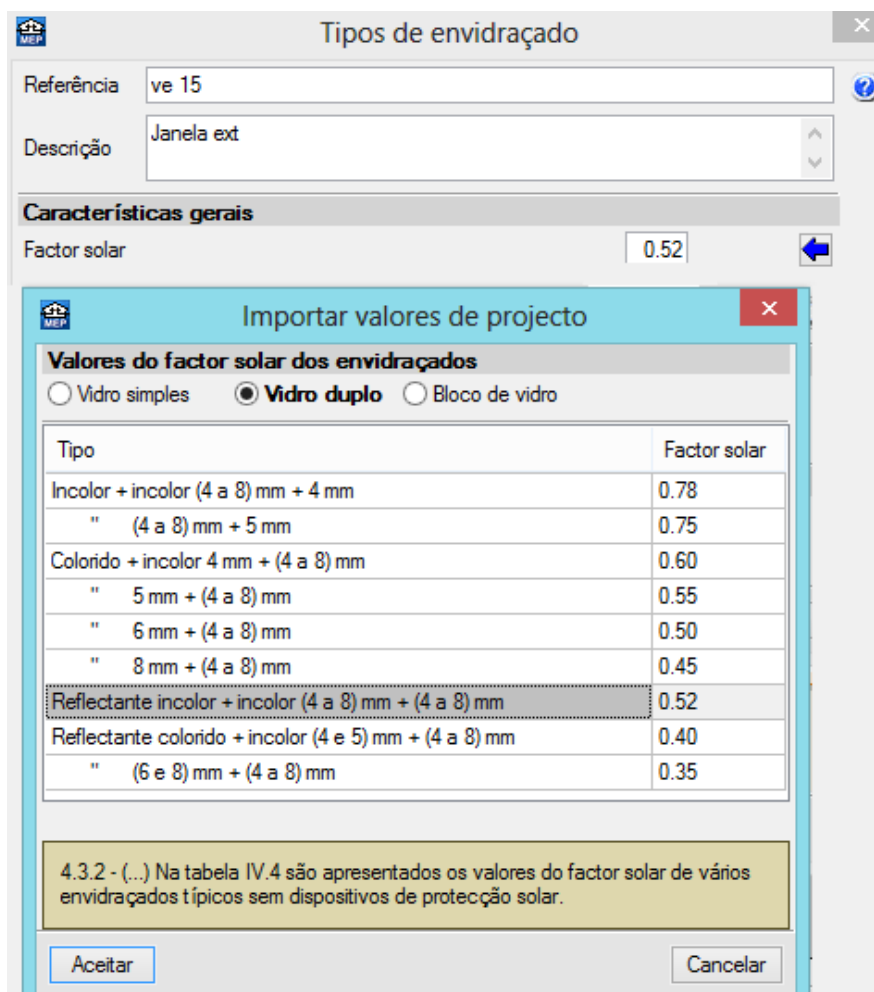 MEP
Tipos de envidraçado
Referência ve 15
Descrição Janela ext
Características gerais
Factor solar 0.52
MEP
Importar valores de projecto
Valores do factor solar dos envidraçados
Vidro simples Vidro duplo Bloco de vidro
Tipo Factor solar
Incolor + incolor (4 a 8) mm + 4 mm 0.78
" (4 a 8) mm + 5 mm 0.75
Colorido + incolor 4 mm + (4 a 8) mm 0.60
" 5 mm + (4 a 8) mm 0.55
" 6 mm + (4 a 8) mm 0.50
" 8 mm + (4 a 8) mm 0.45
Reflectante incolor + incolor (4 a 8) mm + (4 a 8) mm 0.52
Reflectante colorido + incolor (4 e 5) mm + (4 a 8) mm 0.40
" (6 e 8) mm + (4 a 8) mm 0.35
4.3.2 - (...) Na tabela IV.4 são apresentados os valores do factor solar de vários
envidraçados típicos sem dispositivos de protecção solar.
Aceitar Cancelar